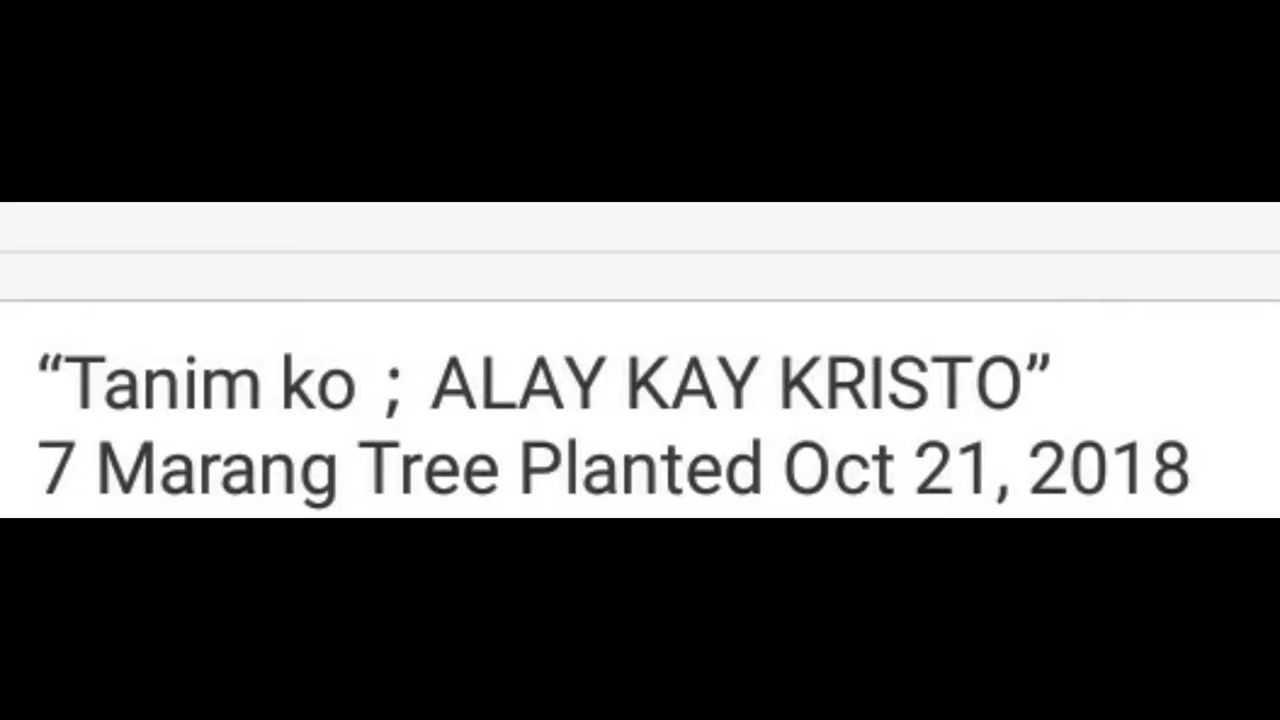 “Tanim ko ; ALAY KAY KRISTO”
7 Marang Tree Planted Oct 21, 2018